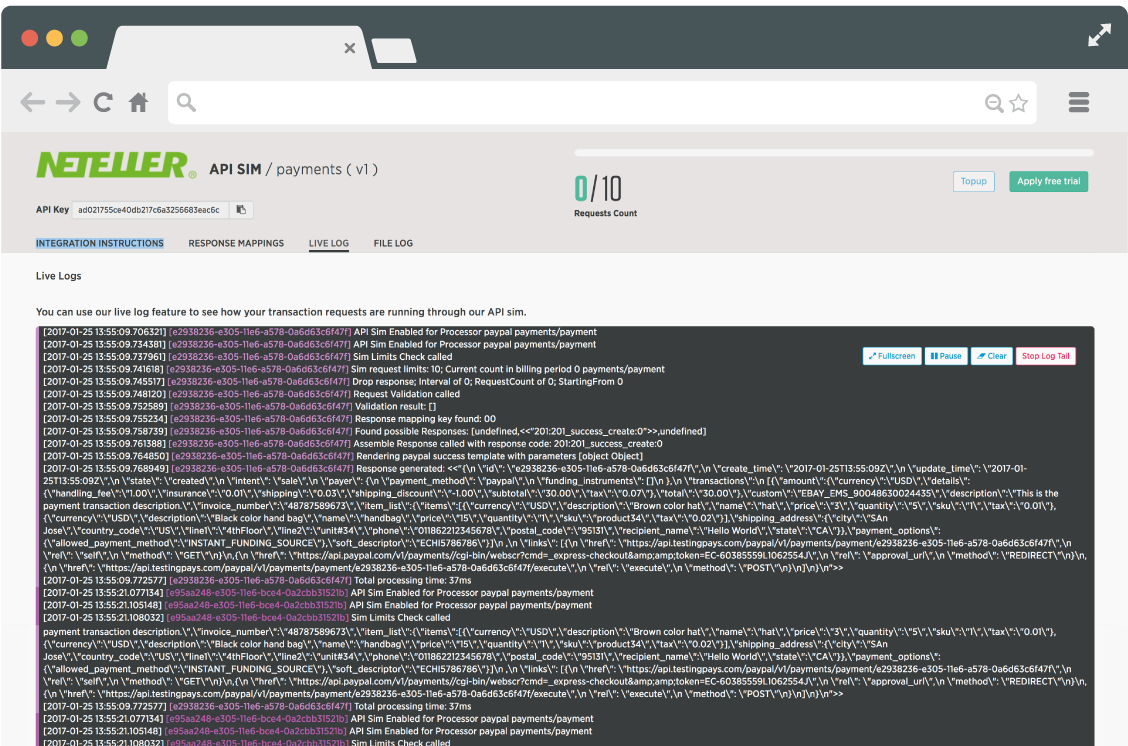 NETELLER® API SIM / payments ( v1 )
0/10
Requests Count
Topup
Apply free trial
API Key ad021755ce40db217c6a3256683eac6c
INTEGRATION INSTRUCTIONS RESPONSE MAPPINGS LIVE LOG FILE LOG
Live Logs
You can use our live log feature to see how your transaction requests are running through our API sim.
Fullscreen Pause Clear Stop Log Tail
[2017-01-25 13:55:09.706321] [e2938236-e305-11e6-a578-0a6d63c6f47f] API Sim Enabled for Processor paypal payments/payment
[2017-01-25 13:55:09.734381] [e2938236-e305-11e6-a578-0a6d63c6f47f] API Sim Enabled for Processor paypal payments/payment
[2017-01-25 13:55:09.737961] [e2938236-e305-11e6-a578-0a6d63c6f47f] Sim Limits Check called
[2017-01-25 13:55:09.741618] [e2938236-e305-11e6-a578-0a6d63c6f47f] Sim request limits: 10; Current count in billing period 0 payments/payment
[2017-01-25 13:55:09.745517] [e2938236-e305-11e6-a578-0a6d63c6f47f] Drop response; Interval of 0; RequestCount of 0; StartingFrom 0
[2017-01-25 13:55:09.748120] [e2938236-e305-11e6-a578-0a6d63c6f47f] Request Validation called
[2017-01-25 13:55:09.752589] [e2938236-e305-11e6-a578-0a6d63c6f47f] Validation result: []
[2017-01-25 13:55:09.755234] [e2938236-e305-11e6-a578-0a6d63c6f47f] Response mapping key found: 00
[2017-01-25 13:55:09.758739] [e2938236-e305-11e6-a578-0a6d63c6f47f] Found possible Responses: [undefined,<<"201:201_success_create:0">>,undefined]
[2017-01-25 13:55:09.761388] [e2938236-e305-11e6-a578-0a6d63c6f47f] Assemble Response called with response code: 201:201_success_create:0
[2017-01-25 13:55:09.764850] [e2938236-e305-11e6-a578-0a6d63c6f47f] Rendering paypal success template with parameters [object Object]
[2017-01-25 13:55:09.768949] [e2938236-e305-11e6-a578-0a6d63c6f47f] Response generated: <<"{\n \"id\": \"e2938236-e305-11e6-a578-0a6d63c6f47f\",\n \"create_time\": \"2017-01-25T13:55:09Z\",\n \"update_time\": \"2017-01-
25T13:55:09Z\",\n \"state\": \"created\",\n \"intent\": \"sale\",\n \"payer\": {\n \"payment_method\": \"paypal\",\n \"funding_instruments\": []\n },\n \"transactions\":\n [{\"amount\":{\"currency\":\"USD\",\"details\":
{\"handling_fee\":\"1.00\",\"insurance\":\"0.01\",\"shipping\":\"0.03\",\"shipping_discount\":\"-1.00\",\"subtotal\":\"30.00\",\"tax\":\"0.07\"},\"total\":\"30.00\"},\"custom\":\"EBAY_EMS_90048630024435\",\"description\":\"This is the
payment transaction description.\",\"invoice_number\":\"48787589673\",\"item_list\":{\"items\":[{\"currency\":\"USD\",\"description\":\"Brown color hat\",\"name\":\"hat\",\"price\":\"3\",\"quantity\":\"5\",\"sku\":\"1\",\"tax\":\"0.01\"},
{\"currency\":\"USD\",\"description\":\"Black color hand bag\",\"name\":\"handbag\",\"price\":\"15\",\"quantity\":\"1\",\"sku\":\"product34\",\"tax\":\"0.02\"}],\"shipping_address\":{\"city\":\"SAn
Jose\",\"country_code\":\"US\",\"line1\":\"4thFloor\",\"line2\":\"unit#34\",\"phone\":\"011862212345678\",\"postal_code\":\"95131\",\"recipient_name\":\"Hello World\",\"state\":\"CA\"}},\"payment_options\":
{\"allowed_payment_method\":\"INSTANT_FUNDING_SOURCE\"},\"soft_descriptor\":\"ECHI5786786\"}]\n ,\n \"links\": [{\n \"href\": \"https://api.testingpays.com/paypal/v1/payments/payment/e2938236-e305-11e6-a578-0a6d63c6f47f\",\n
\"rel\": \"self\",\n \"method\": \"GET\"\n}\n,{\n \"href\": \"https://api.paypal.com/v1/payments/cgi-bin/webscr?cmd=_express-checkout&amp;amp;token=EC-60385559L1062554J\",\n \"rel\": \"approval_url\",\n \"method\": \"REDIRECT\"\n}\n,
{\n \"href\": \"https://api.testingpays.com/paypal/v1/payments/payment/e2938236-e305-11e6-a578-0a6d63c6f47f/execute\",\n \"rel\": \"execute\",\n \"method\": \"POST\"\n}\n]\n}\n">>
[2017-01-25 13:55:09.772577] [e2938236-e305-11e6-a578-0a6d63c6f47f] Total processing time: 37ms
[2017-01-25 13:55:21.077134] [e95aa248-e305-11e6-bce4-0a2cbb31521b] API Sim Enabled for Processor paypal payments/payment
[2017-01-25 13:55:21.105148] [e95aa248-e305-11e6-bce4-0a2cbb31521b] API Sim Enabled for Processor paypal payments/payment
[2017-01-25 13:55:21.108032] [e95aa248-e305-11e6-bce4-0a2cbb31521b] Sim Limits Check called
payment transaction description.\",\"invoice_number\":\"48787589673\",\"item_list\":{\"items\":[{\"currency\":\"USD\",\"description\":\"Brown color hat\",\"name\":\"hat\",\"price\":\"3\",\"quantity\":\"5\",\"sku\":\"1\",\"tax\":\"0.01\"},
{\"currency\":\"USD\",\"description\":\"Black color hand bag\",\"name\":\"handbag\",\"price\":\"15\",\"quantity\":\"1\",\"sku\":\"product34\",\"tax\":\"0.02\"}],\"shipping_address\":{\"city\":\"SAn
Jose\",\"country_code\":\"US\",\"line1\":\"4thFloor\",\"line2\":\"unit#34\",\"phone\":\"011862212345678\",\"postal_code\":\"95131\",\"recipient_name\":\"Hello World\",\"state\":\"CA\"}},\"payment_options\":
{\"allowed_payment_method\":\"INSTANT_FUNDING_SOURCE\"},\"soft_descriptor\":\"ECHI5786786\"}]\n ,\n \"links\": [{\n \"href\": \"https://api.testingpays.com/paypal/v1/payments/payment/e2938236-e305-11e6-a578-0a6d63c6f47f\",\n
\"rel\": \"self\",\n \"method\": \"GET\"\n}\n,{\n \"href\": \"https://api.paypal.com/v1/payments/cgi-bin/webscr?cmd=_express-checkout&amp;amp;token=EC-60385559L1062554J\",\n \"rel\": \"approval_url\",\n \"method\": \"REDIRECT\"\n}\n,
{\n \"href\": \"https://api.testingpays.com/paypal/v1/payments/payment/e2938236-e305-11e6-a578-0a6d63c6f47f/execute\",\n \"rel\": \"execute\",\n \"method\": \"POST\"\n}\n]\n}\n">>
[2017-01-25 13:55:09.772577] [e2938236-e305-11e6-a578-0a6d63c6f47f] Total processing time: 37ms
[2017-01-25 13:55:21.077134] [e95aa248-e305-11e6-bce4-0a2cbb31521b] API Sim Enabled for Processor paypal payments/payment
[2017-01-25 13:55:21.105148] [e95aa248-e305-11e6-bce4-0a2cbb31521b] API Sim Enabled for Processor paypal payments/payment
[2017-01-25 13:55:21.108032] [e95aa248-e305-11e6-bce4-0a2cbb31521b] Sim Limits Check called